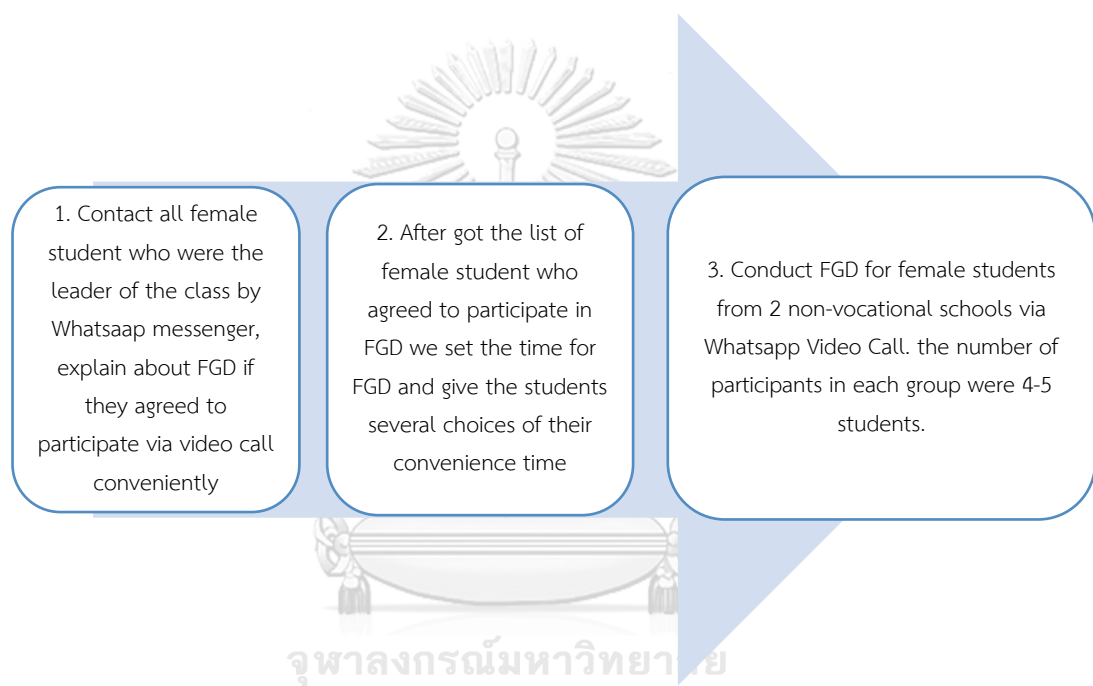 1. Contact all female
student who were the
leader of the class by
Whatsaap messenger,
explain about FGD if
they agreed to
participate via video call
conveniently
2. After got the list of
female student who
agreed to participate in
FGD we set the time for
FGD and give the students
several choices of their
convenience time
3. Conduct FGD for female students
from 2 non-vocational schools via
Whatsapp Video Call. the number of
participants in each group were 4-5
students.
จุฬาลงกรณ์มหาวิทยาลัย